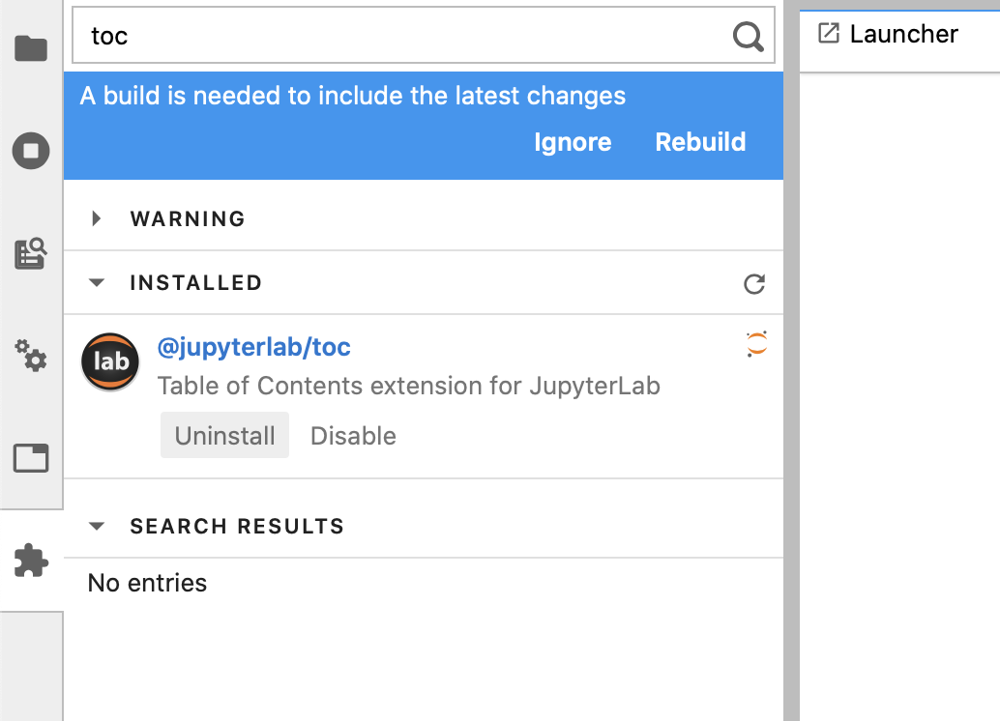 toc
Launcher
A build is needed to include the latest changes
Ignore Rebuild
WARNING
INSTALLED
lab
@jupyterlab/toc
Table of Contents extension for JupyterLab
Uninstall Disable
SEARCH RESULTS
No entries